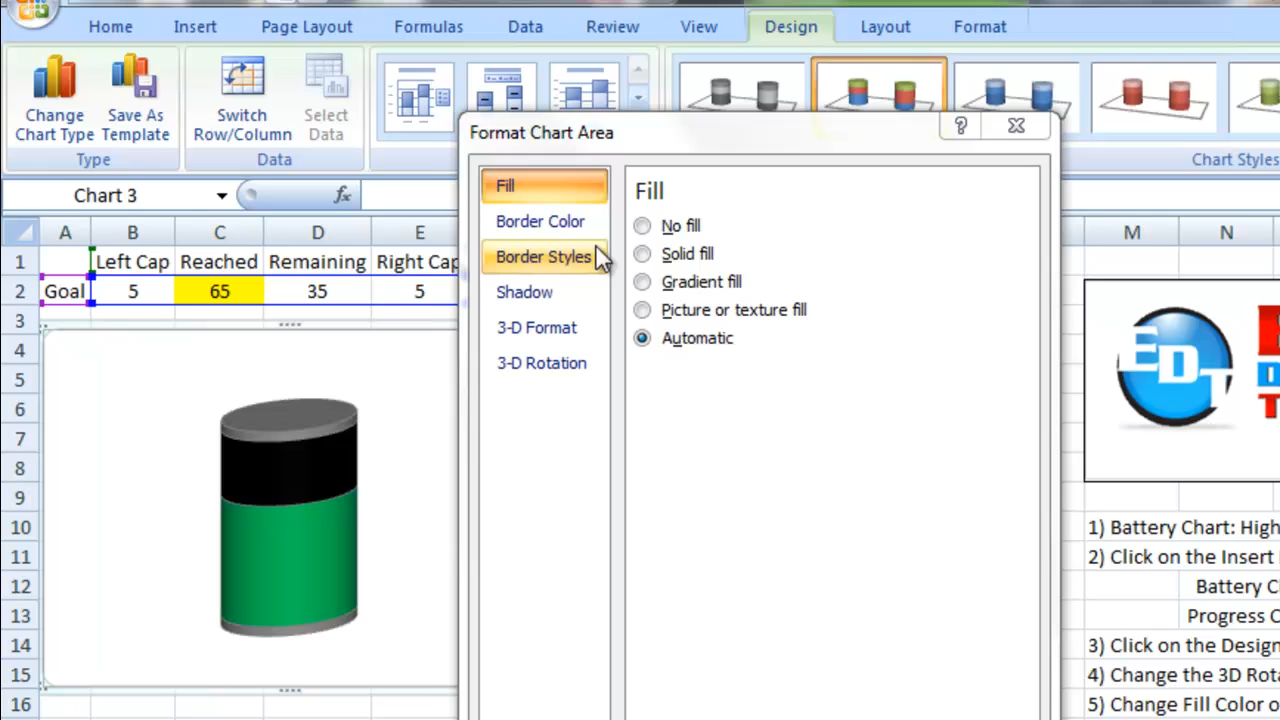 Home Insert Page Layout Formulas Data Review View Design Layout Format
Change Chart Type
Save As Template
Switch Row/Column
Select Data
Type Data Chart Styles
Chart 3 fx
Format Chart Area ?
Fill
Border Color
Border Styles
Shadow
3-D Format
3-D Rotation
Fill
No fill
Solid fill
Gradient fill
Picture or texture fill
Automatic
A B C D E M N
1 Left Cap Reached Remaining Right Cap
2 Goal 5 65 35 5
3
4
5
6
7
8
9
10
11
12
13
14
15
16
EDT
1) Battery Chart: High
2) Click on the Insert
Battery C
Progress C
3) Click on the Design
4) Change the 3D Rota
5) Change Fill Color o